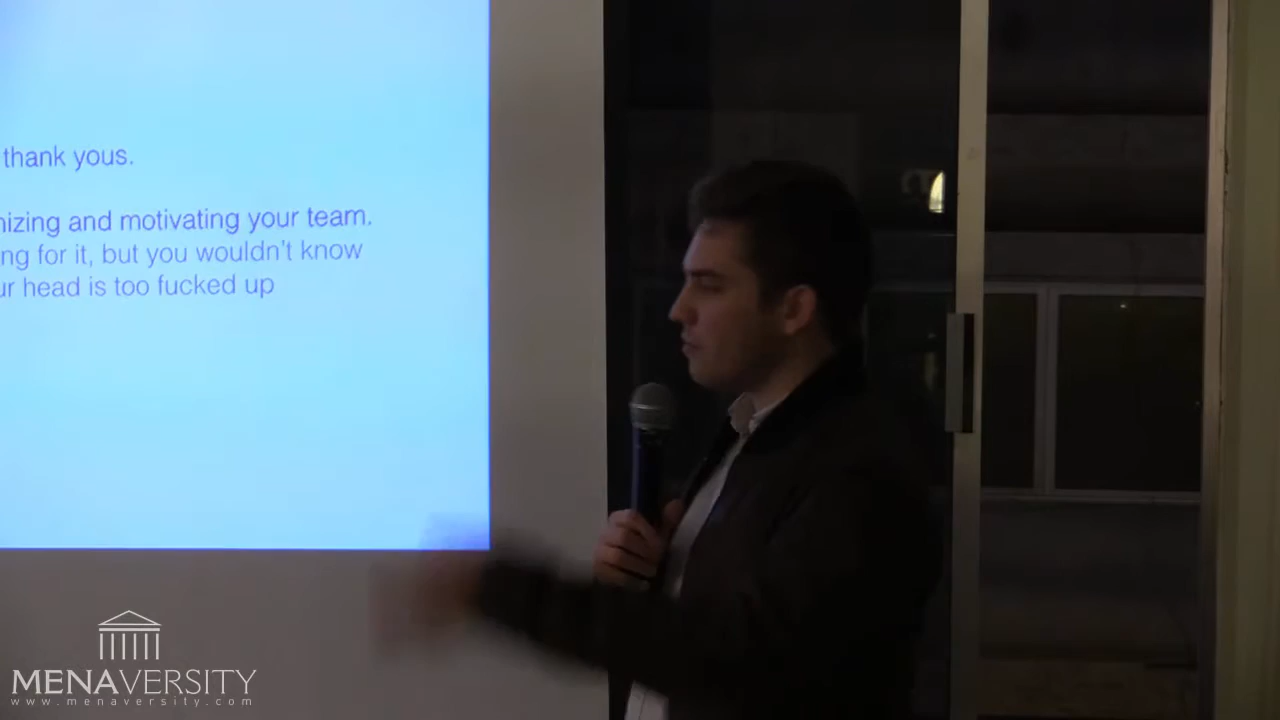 thank yous.
nizing and motivating your team.
ng for it, but you wouldn't know
ur head is too fucked up
MENAVERSITY
www.menaversity.com